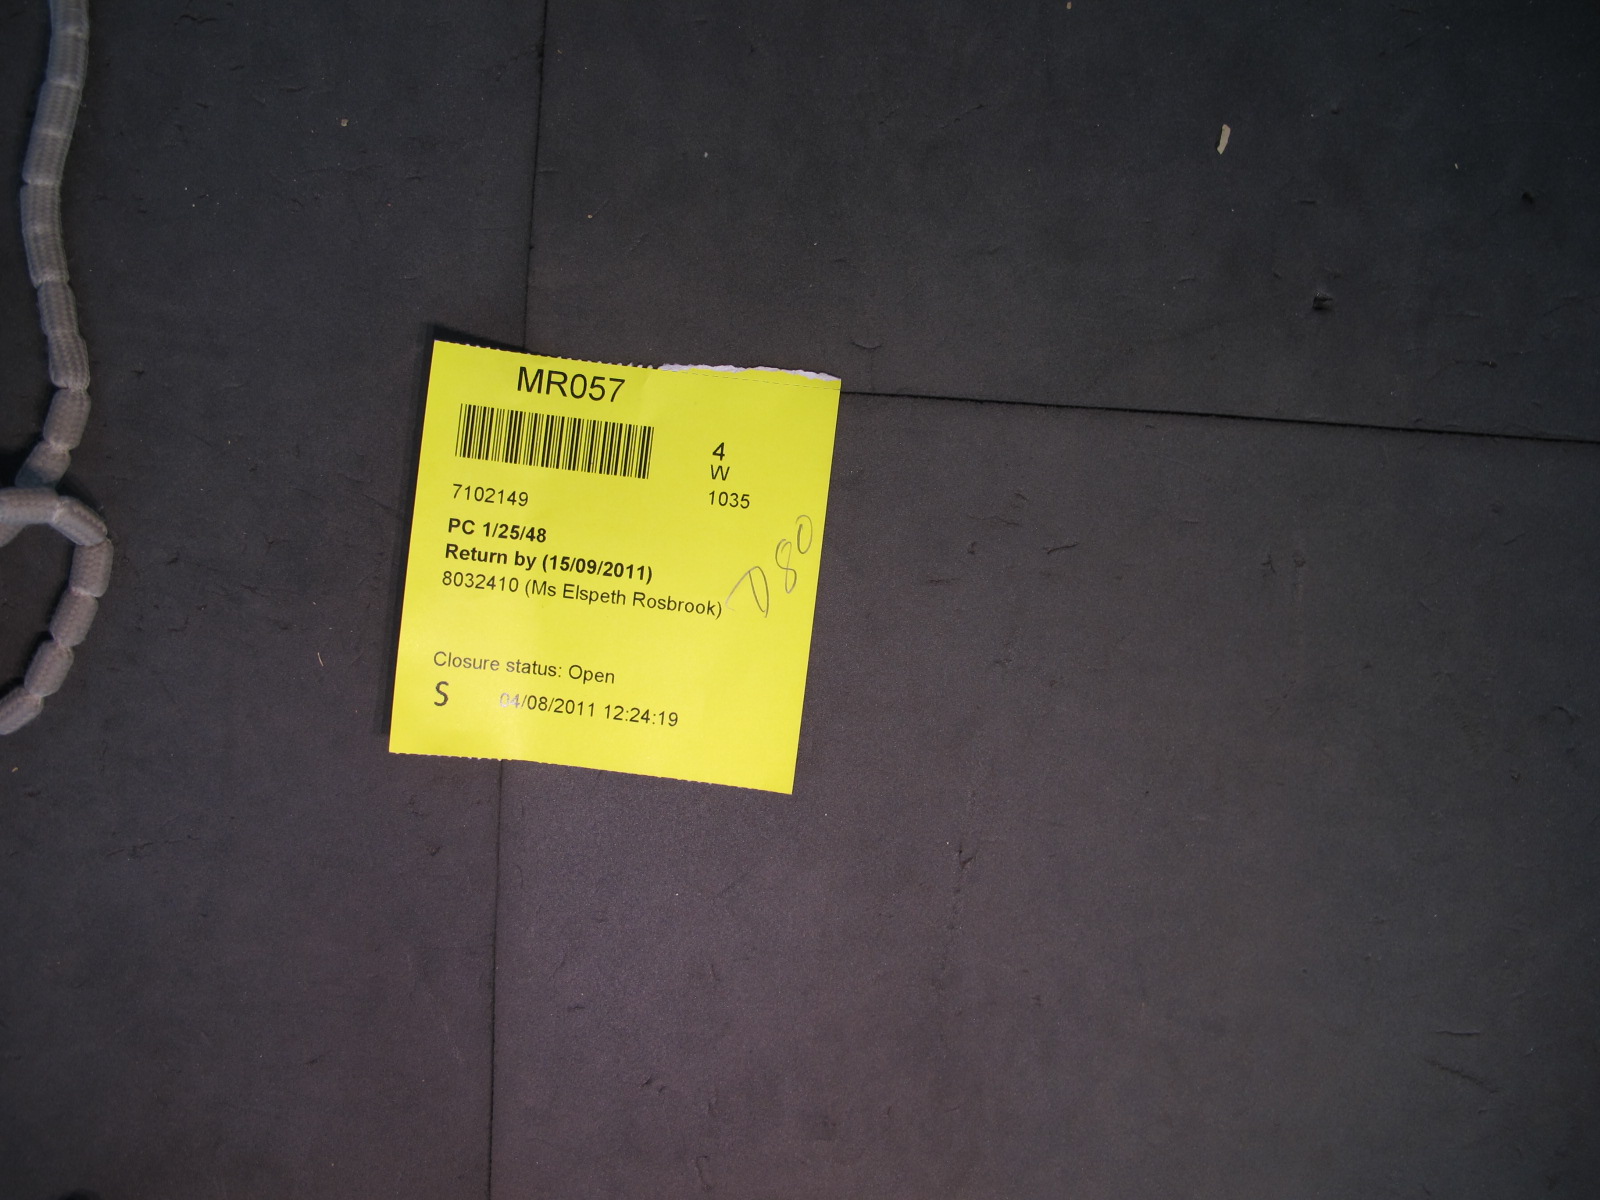 MR057
4
W
7102149
1035
PC 1/25/48
Return by (15/09/2011)
8032410 (Ms Elspeth Rosbrook)
D80
Closure status: Open
S 04/08/2011 12:24:19